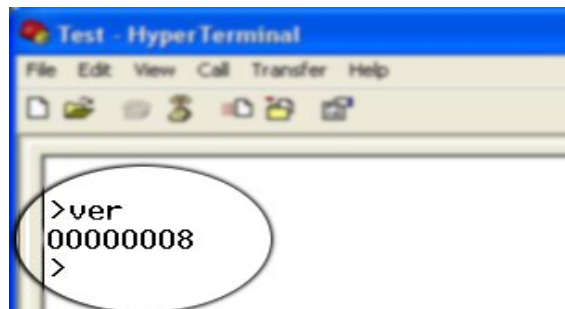 Test - HyperTerminal
File Edit View Call Transfer Help
>ver
00000008
>